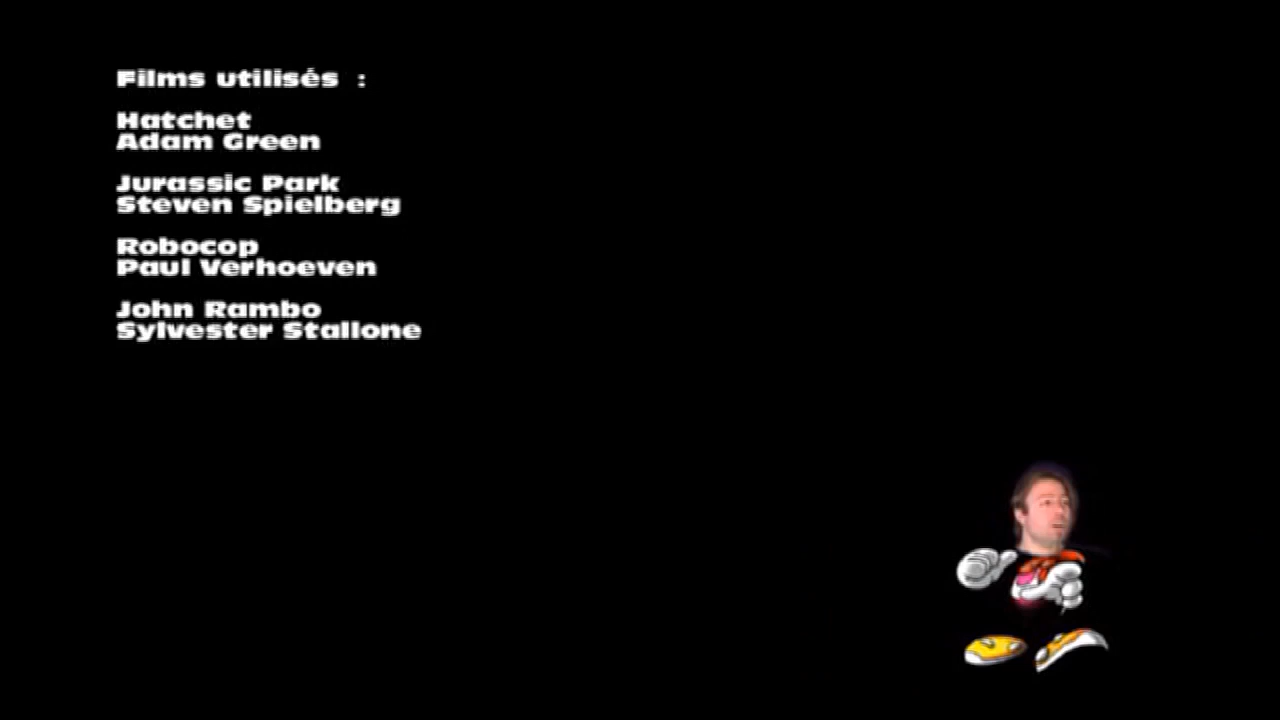 Films utilisés :
Hatchet
Adam Green
Jurassic Park
Steven Spielberg
Robocop
Paul Verhoeven
John Rambo
Sylvester Stallone